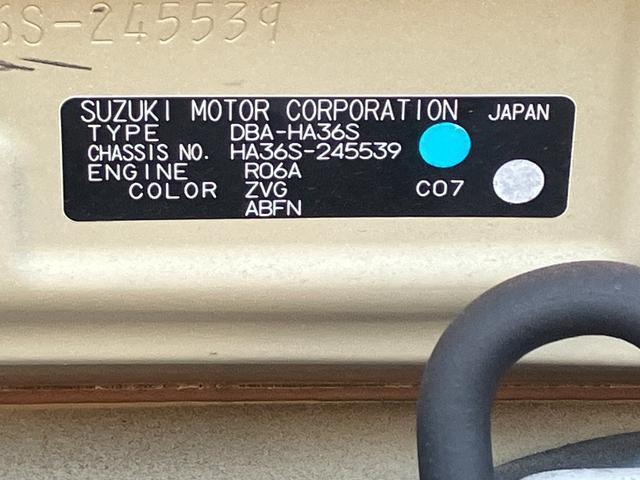 6S-245539
SUZUKI MOTOR CORPORATION JAPAN
TYPE DBA-HA36S
CHASSIS NO. HA36S-245539
ENGINE R06A
COLOR ZVG C07
ABFN